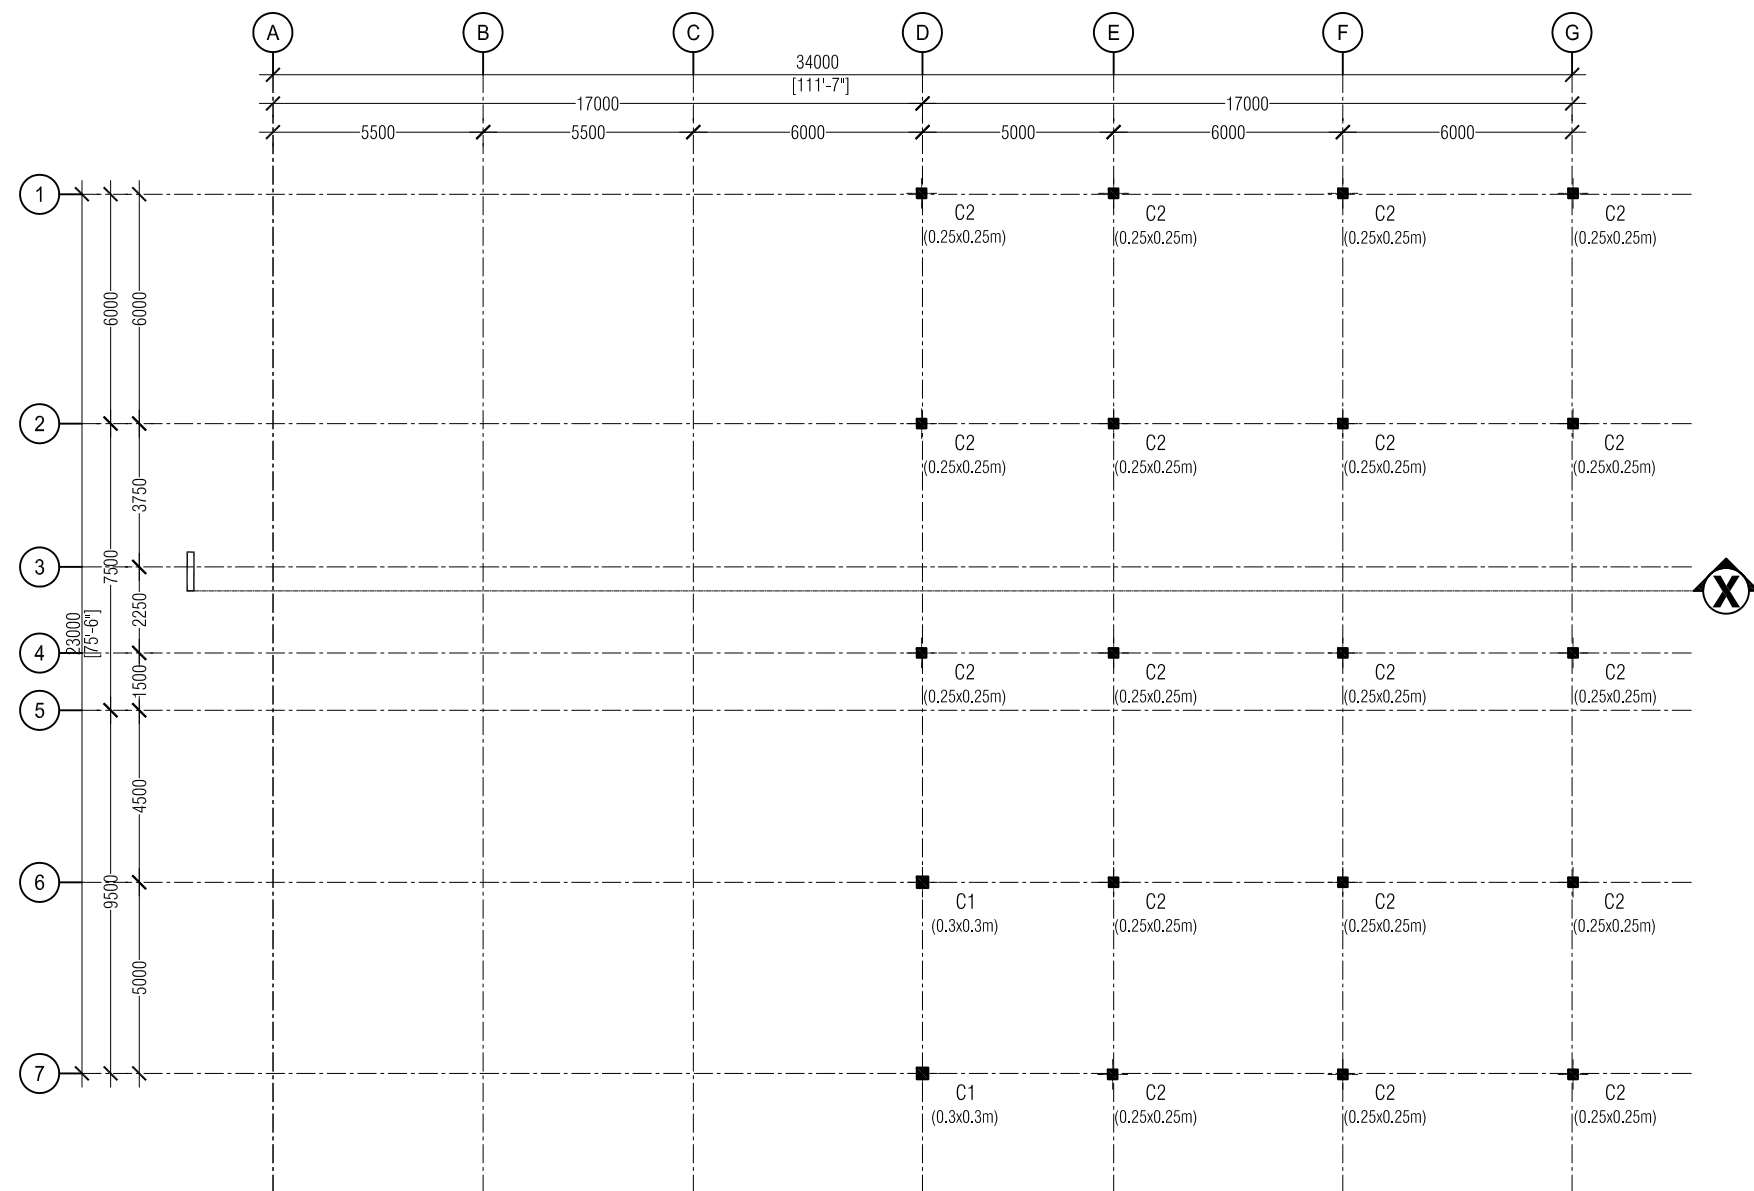 A B C D E F G
34000
[111'-7"]
17000 17000
5500 5500 6000 5000 6000 6000
1
C2 C2 C2 C2
(0.25x0.25m) (0.25x0.25m) (0.25x0.25m) (0.25x0.25m)
6000 6000
2
C2 C2 C2 C2
(0.25x0.25m) (0.25x0.25m) (0.25x0.25m) (0.25x0.25m)
3750
3
7500
X
2250
23000
[75'-6"]
4
C2 C2 C2 C2
(0.25x0.25m) (0.25x0.25m) (0.25x0.25m) (0.25x0.25m)
1500
5
4500
6
9500
C1 C2 C2 C2
(0.3x0.3m) (0.25x0.25m) (0.25x0.25m) (0.25x0.25m)
5000
7
C1 C2 C2 C2
(0.3x0.3m) (0.25x0.25m) (0.25x0.25m) (0.25x0.25m)